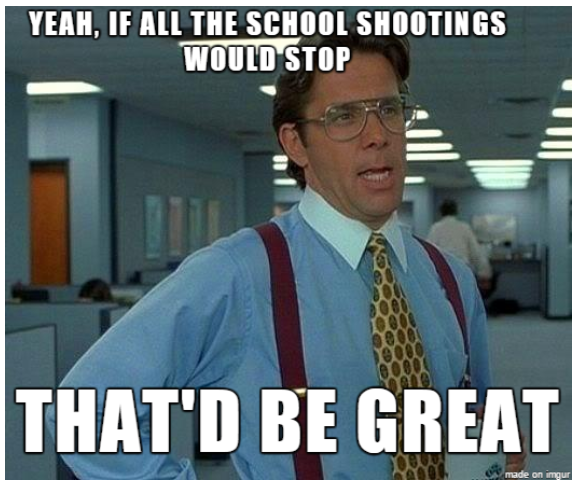 YEAH, IF ALL THE SCHOOL SHOOTINGS
WOULD STOP
THAT'D BE GREAT
made on imgur